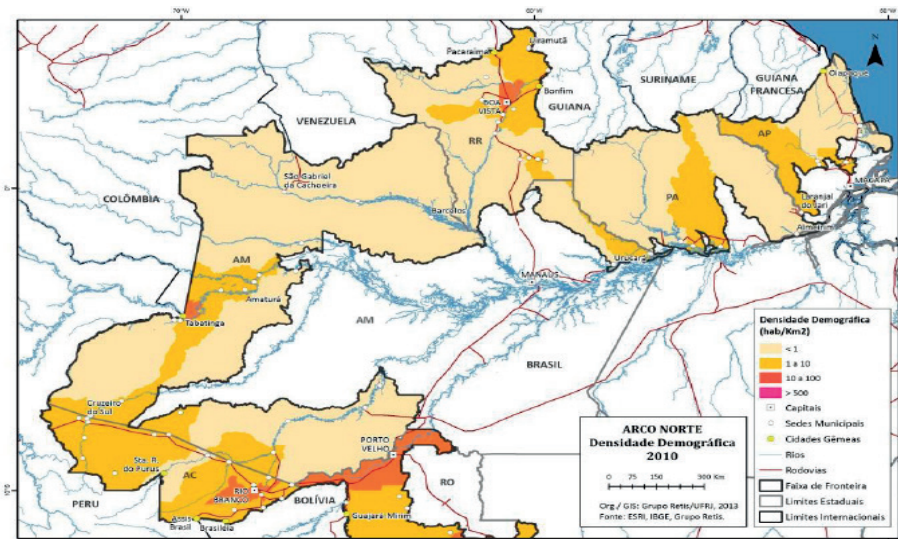 70°W
60°W
N
Uiramutã
Pacaraima
Bonfim
BOA
VISTA
GUIANA
SURINAME
GUIANA
FRANCESA
Oiapoque
VENEZUELA
RR
AP
São Gabriel
da Cachoeira
0°
COLÔMBIA
Barcelos
PA
MACAPÁ
Laranjal
do Jari
Almeirim
AM
Urucará
MANAUS
Amaturá
Tabatinga
AM
BRASIL
Cruzeiro
do Sul
PORTO
VELHO
Sta. R.
do Purus
AC
RIO
BRANCO
RO
10°S
PERU
BOLÍVIA
Assis
Brasil
Brasileia
Guajará-Mirim
Densidade Demográfica
(hab/Km2)
< 1
1 a 10
10 a 100
> 500
Capitais
Sedes Municipais
Cidades Gêmeas
Rios
Rodovias
Faixa de Fronteira
Limites Estaduais
Limites Internacionais
ARCO NORTE
Densidade Demográfica
2010
0 75 150 300 Km
Org / GIS: Grupo Retis/UFRJ, 2013
Fonte: ESRI, IBGE, Grupo Retis.